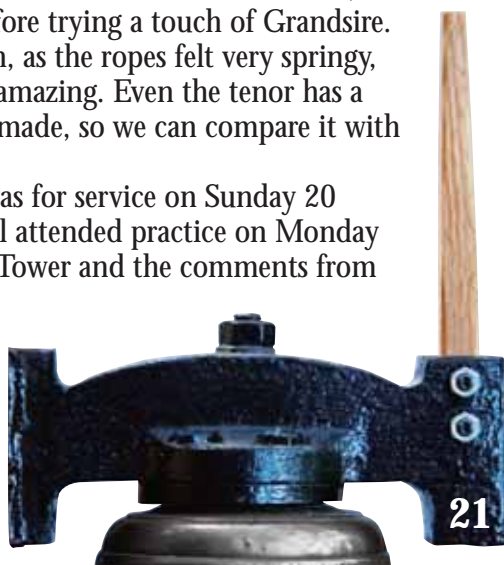 fore trying a touch of Grandsire.
, as the ropes felt very springy,
amazing. Even the tenor has a
made, so we can compare it with
as for service on Sunday 20
l attended practice on Monday
Tower and the comments from
21